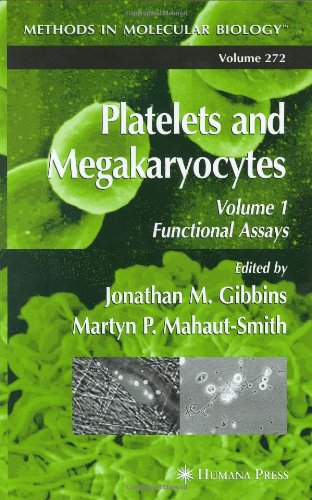 METHODS IN MOLECULAR BIOLOGY™
Volume 272
Platelets and
Megakaryocytes
Volume 1
Functional Assays
Edited by
Jonathan M. Gibbins
Martyn P. Mahaut-Smith
HUMANA PRESS